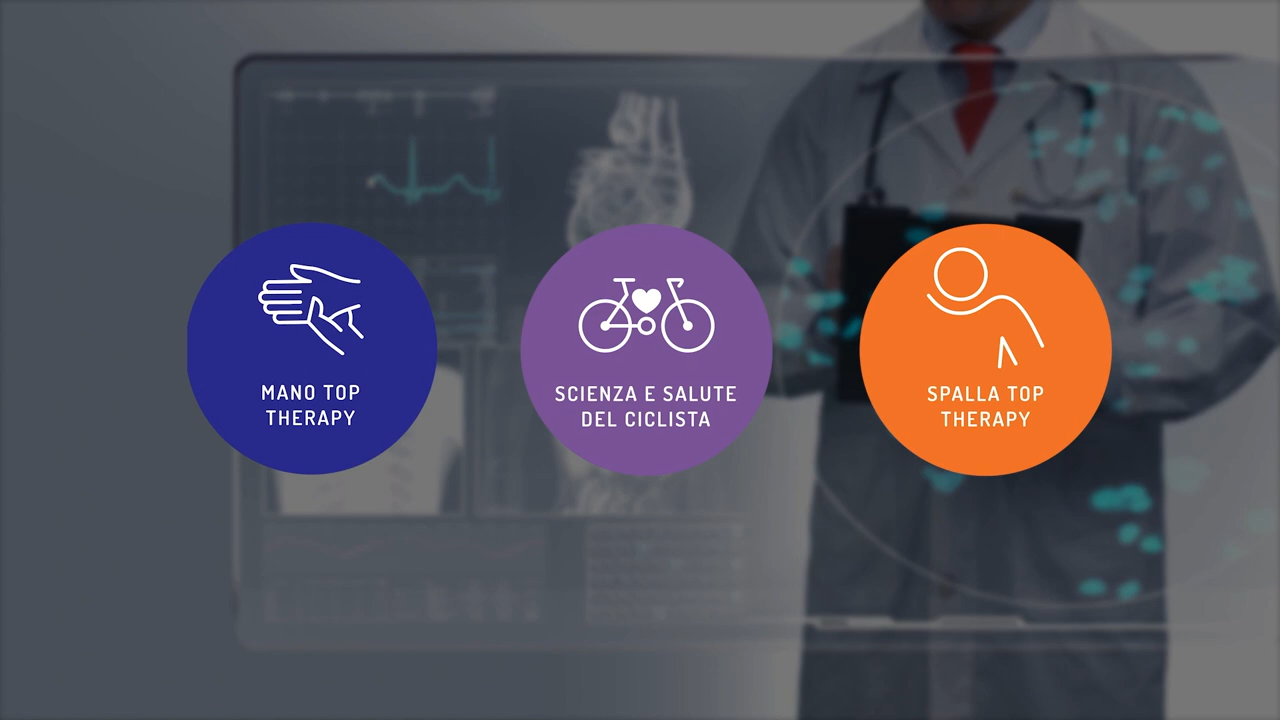 MANO TOP
THERAPY
SCIENZA E SALUTE
DEL CICLISTA
SPALLA TOP
THERAPY